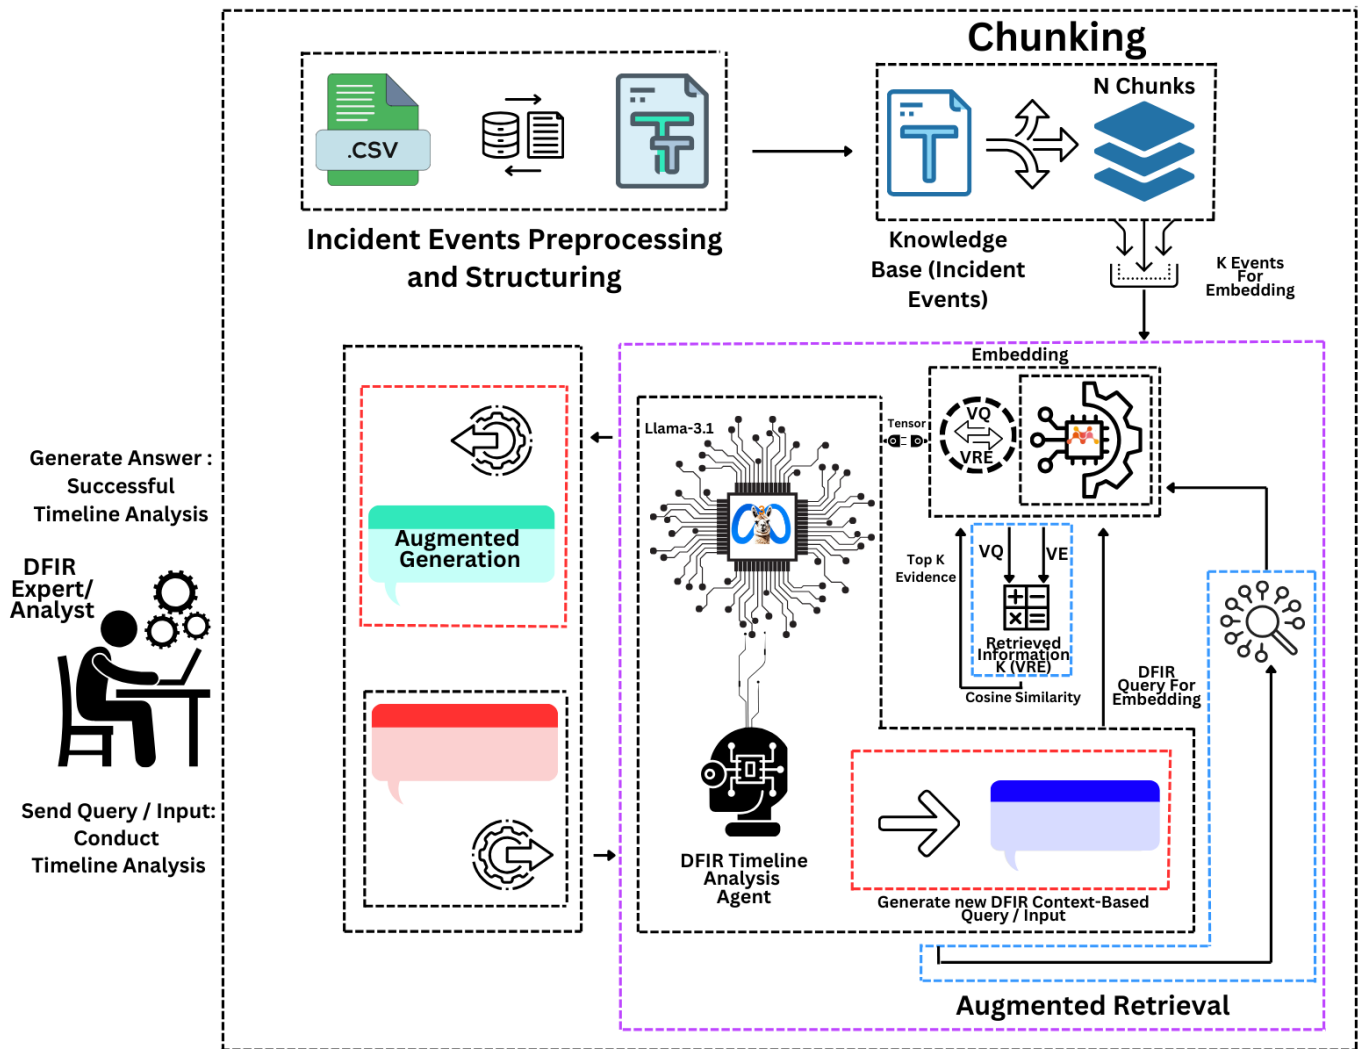 Chunking
.CSV
N Chunks
Incident Events Preprocessing
and Structuring
Knowledge
Base (Incident
Events)
K Events
For
Embedding
Generate Answer :
Successful
Timeline Analysis
DFIR
Expert/
Analyst
Send Query / Input:
Conduct
Timeline Analysis
Augmented
Generation
Llama-3.1
Tensor
Embedding
VQ
VRE
Top K
Evidence
VQ
VE
Retrieved
Information
K (VRE)
Cosine Similarity
DFIR
Query For
Embedding
DFIR Timeline
Analysis
Agent
Generate new DFIR Context-Based
Query / Input
Augmented Retrieval